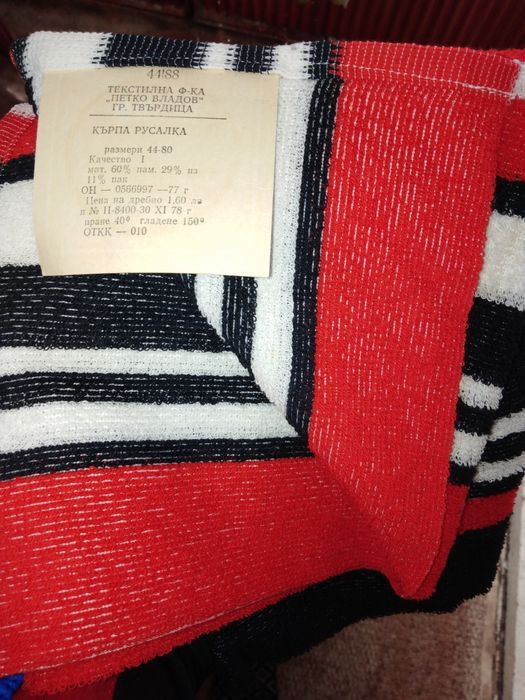 44'88
ТЕКСТИЛНА Ф-КА
„ПЕТКО ВЛАДОВ"
ГР. ТВЪРДИЦА
КЪРПА РУСАЛКА
размери 44-80
Качество I
мат. 60% пам. 29% из
11% пак
ОН — 0566997 —77 г
Цена на дребно 1,60 лв
п № II-8400-30 XI 78 г
пране 40° гладене 150°
ОТКК — 010